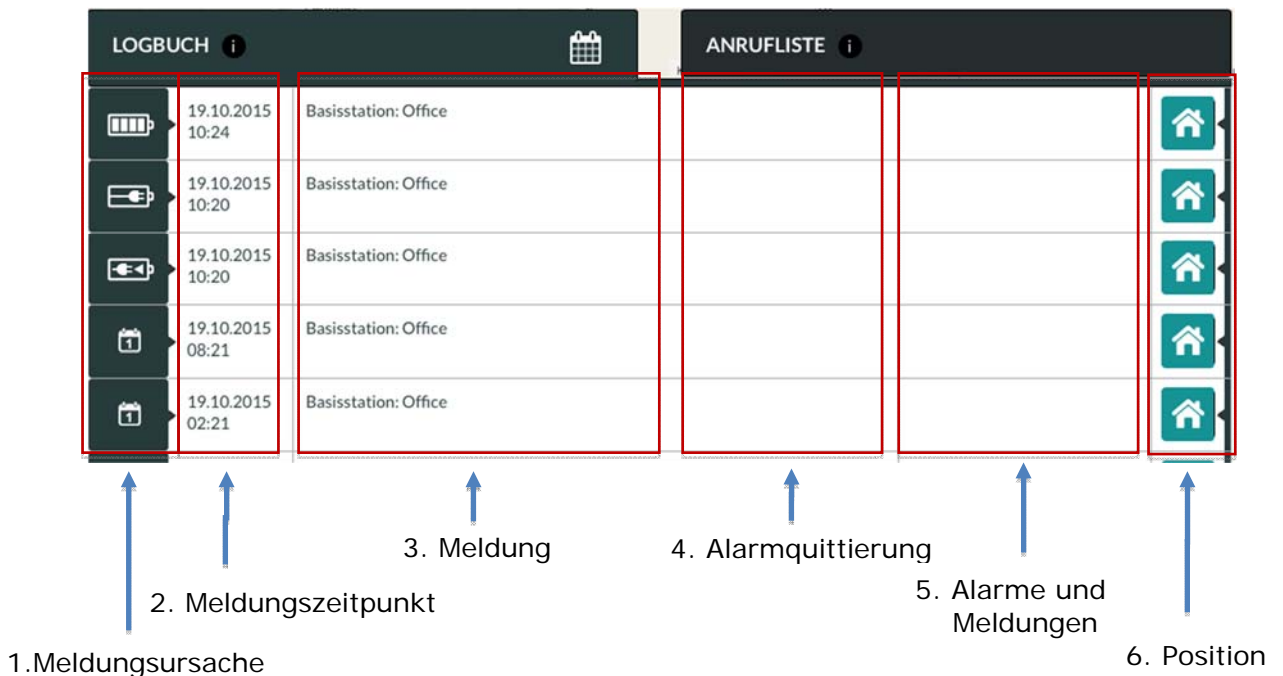 LOGBUCH i
ANRUFLISTE i
19.10.2015
10:24
Basisstation: Office
19.10.2015
10:20
Basisstation: Office
19.10.2015
10:20
Basisstation: Office
1
19.10.2015
08:21
Basisstation: Office
1
19.10.2015
02:21
Basisstation: Office
3. Meldung
4. Alarmquittierung
2. Meldungszeitpunkt
5. Alarme und
Meldungen
1.Meldungsursache
6. Position